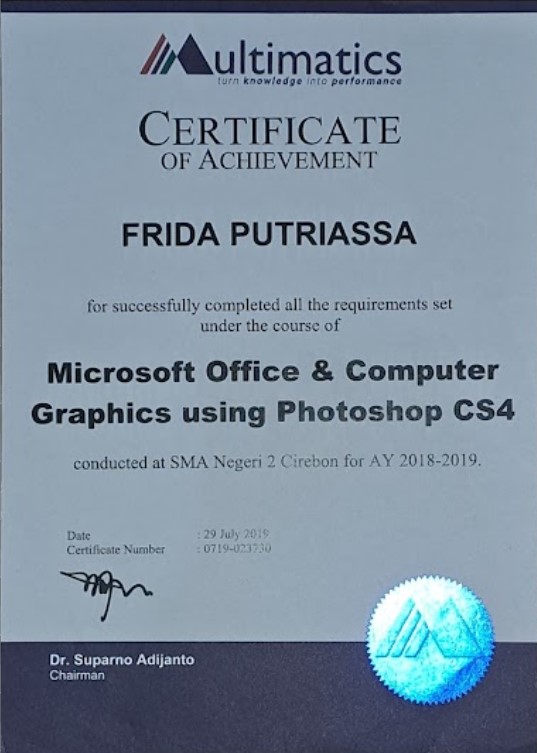 Multimatics
turn knowledge into performance
CERTIFICATE
OF ACHIEVEMENT
FRIDA PUTRIASSA
for successfully completed all the requirements set
under the course of
Microsoft Office & Computer
Graphics using Photoshop CS4
conducted at SMA Negeri 2 Cirebon for AY 2018-2019.
Date : 29 July 2019
Certificate Number : 0719-023730
Dr. Suparno Adijanto
Chairman